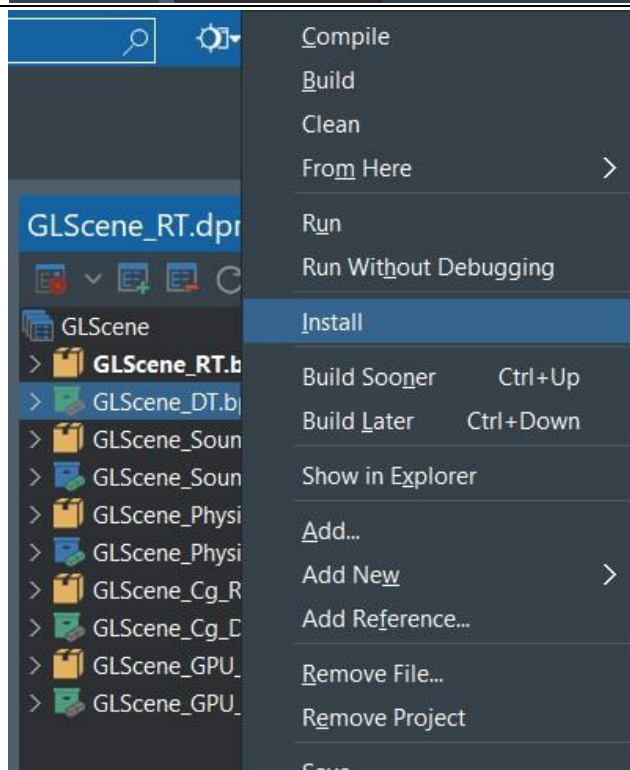 Compile
Build
Clean
From Here
Run
Run Without Debugging
Install
Build Sooner Ctrl+Up
Build Later Ctrl+Down
Show in Explorer
Add...
Add New
Add Reference...
Remove File...
Remove Project
GLScene_RT.dpr
GLScene
GLScene_RT.b
GLScene_DT.b
GLScene_Soun
GLScene_Soun
GLScene_Physi
GLScene_Physi
GLScene_Cg_R
GLScene_Cg_D
GLScene_GPU_
GLScene_GPU_